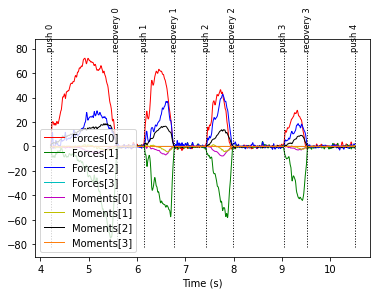 push 0
recovery 0
push 1
recovery 1
push 2
recovery 2
push 3
recovery 3
push 4
80
60
40
20
0
−20
−40
−60
−80
Forces[0]
Forces[1]
Forces[2]
Forces[3]
Moments[0]
Moments[1]
Moments[2]
Moments[3]
4 5 6 7 8 9 10
Time (s)